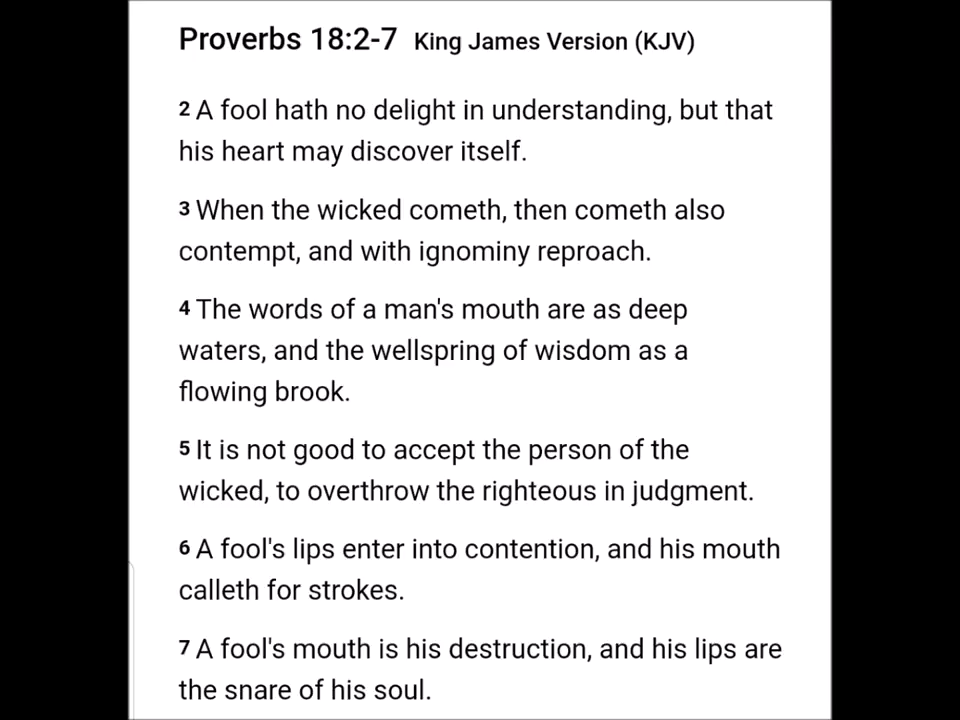 Proverbs 18:2-7 King James Version (KJV)
2 A fool hath no delight in understanding, but that
his heart may discover itself.
3 When the wicked cometh, then cometh also
contempt, and with ignominy reproach.
4 The words of a man's mouth are as deep
waters, and the wellspring of wisdom as a
flowing brook.
5 It is not good to accept the person of the
wicked, to overthrow the righteous in judgment.
6 A fool's lips enter into contention, and his mouth
calleth for strokes.
7 A fool's mouth is his destruction, and his lips are
the snare of his soul.